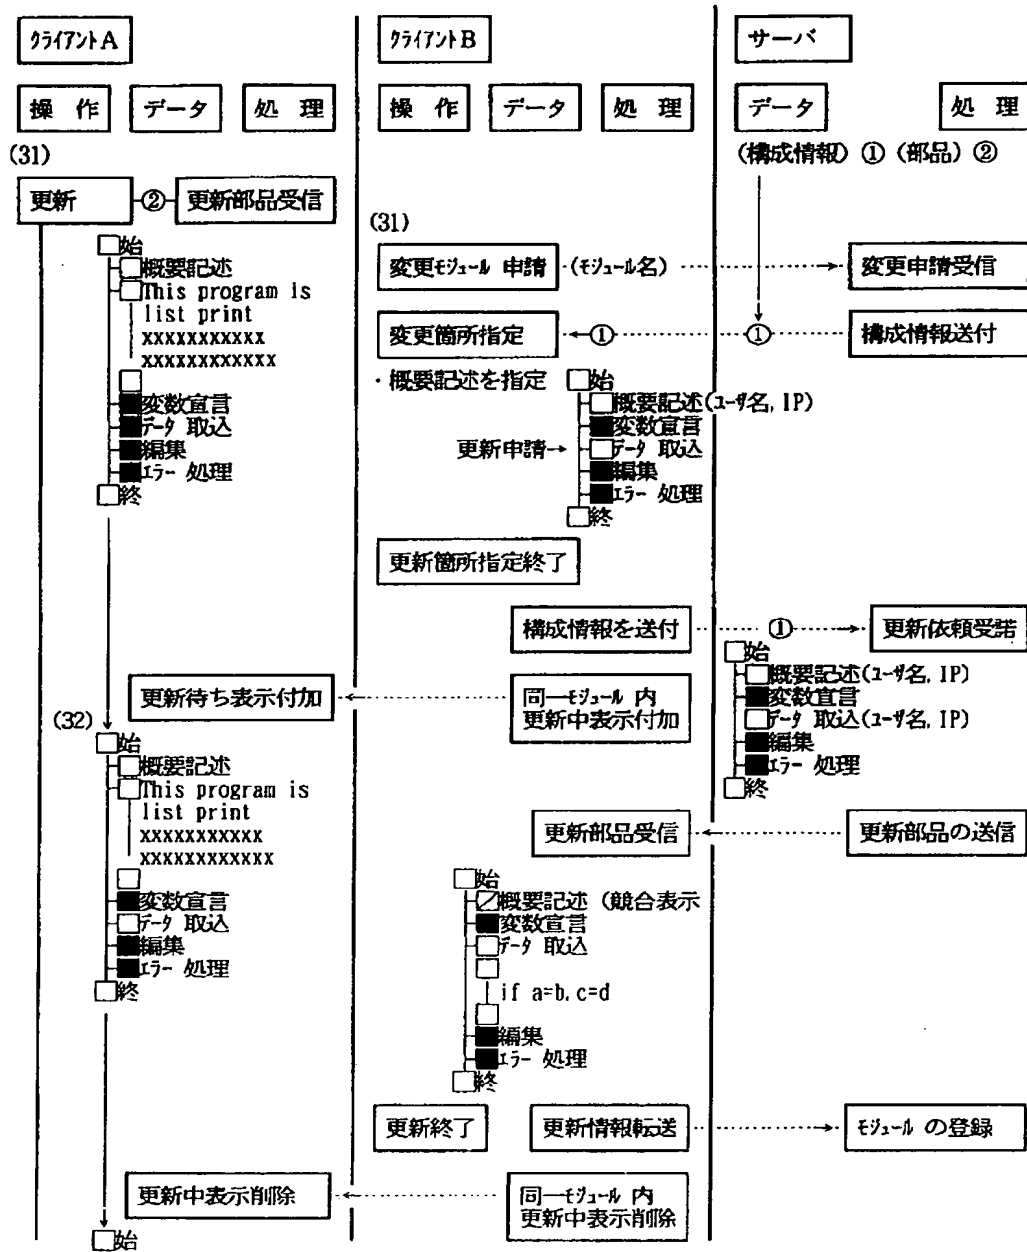 クライアントA
クライアントB
サーバ
操 作
データ
処 理
操 作
データ
処 理
データ
処 理
(31)
(構成情報) ① (部品) ②
更新
②
更新部品受信
(31)
始
概要記述
This program is
list print
xxxxxxxxxxx
xxxxxxxxxxxx
変数宣言
データ 取込
編集
エラー 処理
終
変更モジュール 申請
(モジュール名)
変更申請受信
変更箇所指定
①
①
構成情報送付
・概要記述を指定
始
概要記述(ユーザ名, IP)
変数宣言
更新申請→
データ 取込
編集
エラー 処理
終
更新箇所指定終了
構成情報を送付
①
更新依頼受諾
始
概要記述(ユーザ名, IP)
変数宣言
データ 取込(ユーザ名, IP)
編集
エラー 処理
終
更新待ち表示付加
同一モジュール 内
更新中表示付加
(32)
始
概要記述
This program is
list print
xxxxxxxxxxx
xxxxxxxxxxxx
変数宣言
データ 取込
編集
エラー 処理
終
更新部品受信
更新部品の送信
始
概要記述 (競合表示
変数宣言
データ 取込
if a=b, c=d
編集
エラー 処理
終
更新終了
更新情報転送
モジュール の登録
更新中表示削除
同一モジュール 内
更新中表示削除
始